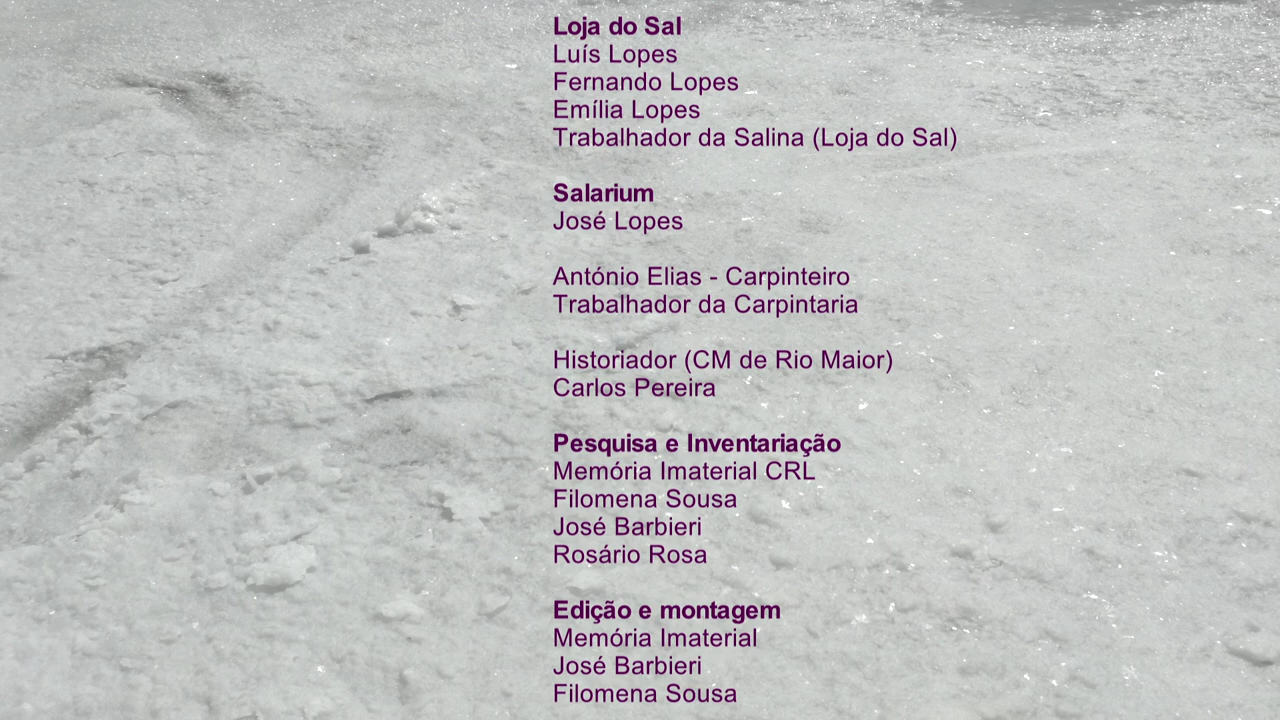 Loja do Sal
Luís Lopes
Fernando Lopes
Emília Lopes
Trabalhador da Salina (Loja do Sal)
Salarium
José Lopes
António Elias - Carpinteiro
Trabalhador da Carpintaria
Historiador (CM de Rio Maior)
Carlos Pereira
Pesquisa e Inventariação
Memória Imaterial CRL
Filomena Sousa
José Barbieri
Rosário Rosa
Edição e montagem
Memória Imaterial
José Barbieri
Filomena Sousa